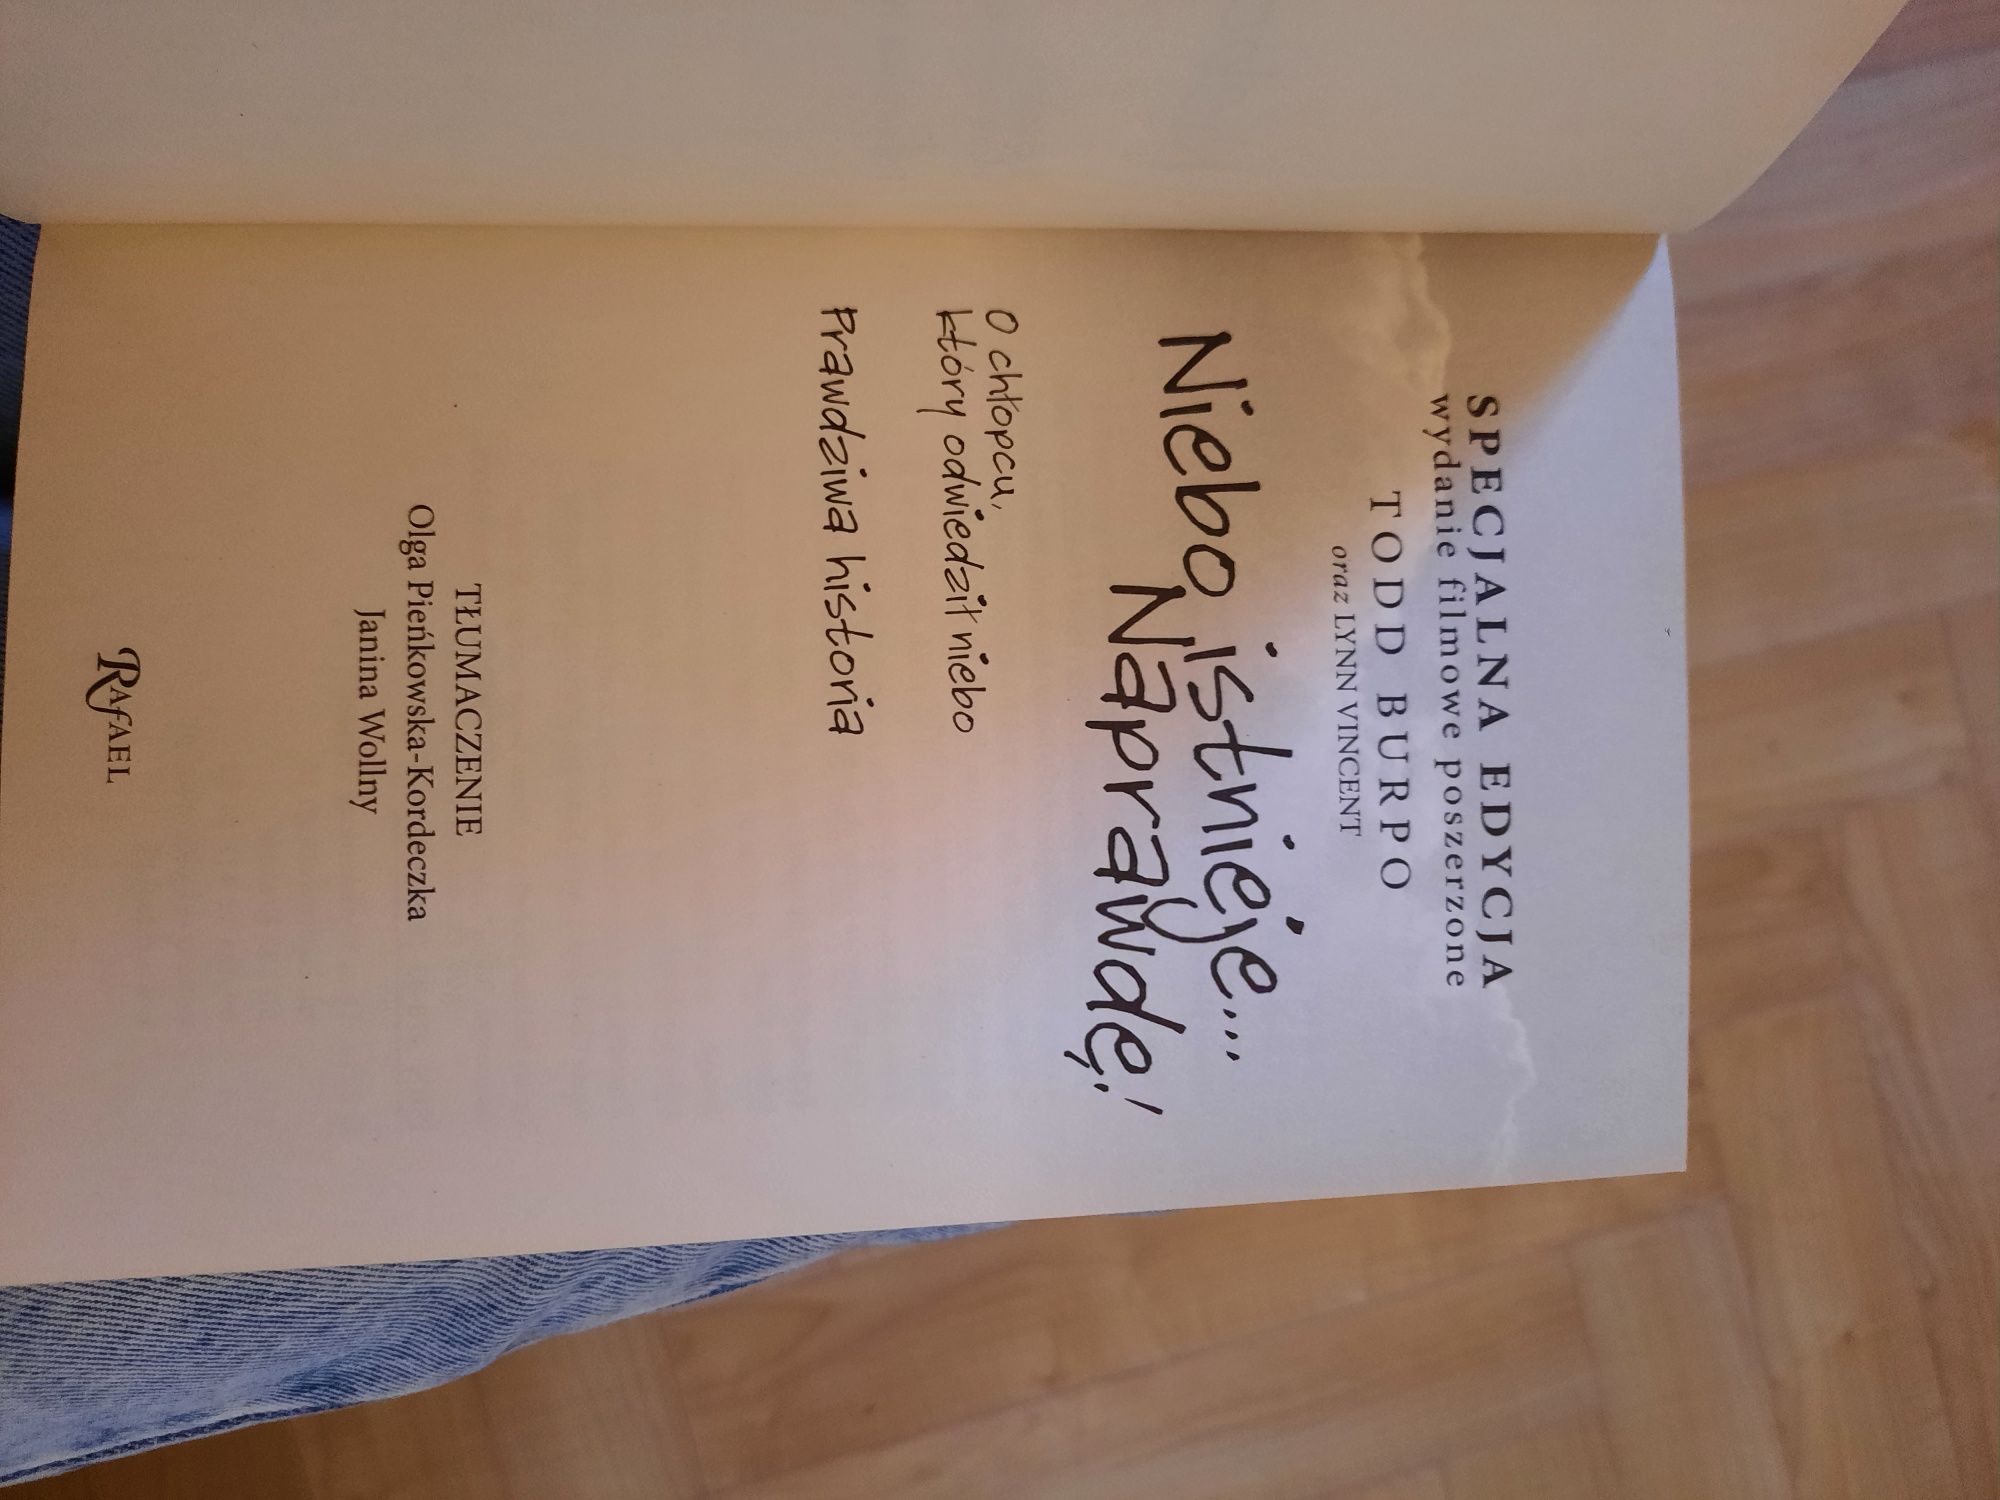 SPECJALNA EDYCJA
wydanie filmowe poszerzone
TODD BURPO
oraz LYNN VINCENT
Niebo istnieje...
Naprawdę!
O chłopcu,
który odwiedził niebo
Prawdziwa historia
TŁUMACZENIE
Olga Pieńkowska-Kordeczka
Janina Wollny
RAFAEL